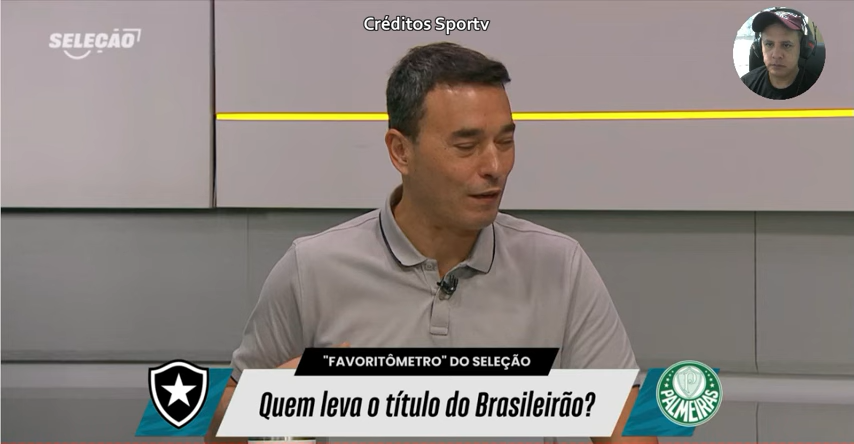 Créditos Sportv
SELEÇÃO
"FAVORITÔMETRO" DO SELEÇÃO
Quem leva o título do Brasileirão?
PALMEIRAS